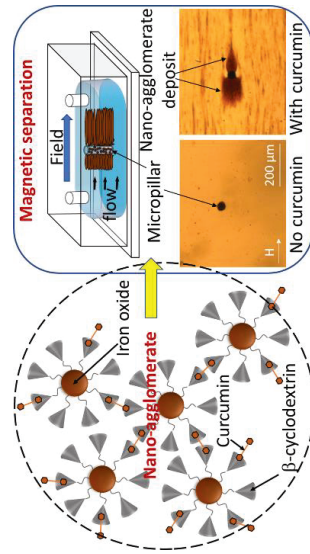 Nano-agglomerate
Iron oxide
Curcumin
β-cyclodextrin
Magnetic separation
Field
flow
Micropillar
Nano-agglomerate
deposit
H
200 µm
No curcumin
With curcumin